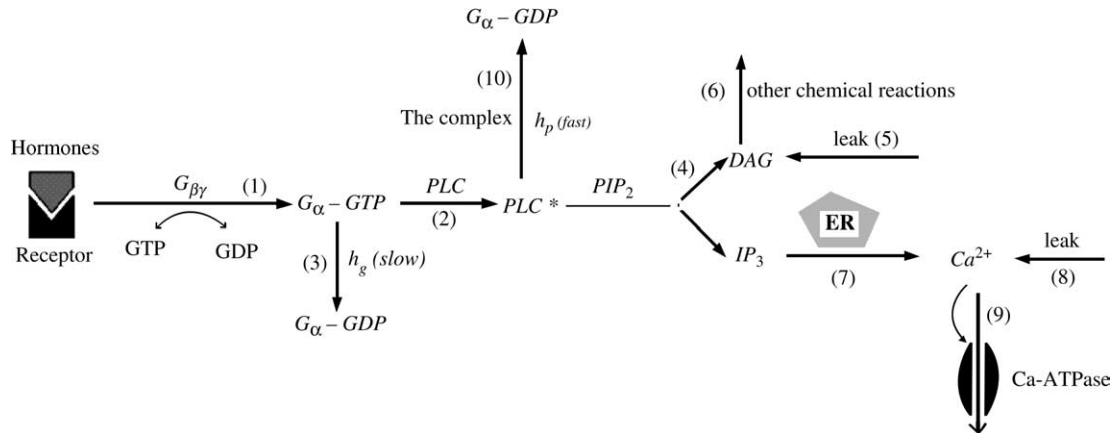 Gα – GDP
(10)
The complex
hp (fast)
(6)
other chemical reactions
Hormones
Receptor
Gβγ
(1)
GTP
GDP
Gα – GTP
PLC
(2)
PLC *
PIP2
(4)
DAG
leak (5)
(3)
hg (slow)
Gα – GDP
IP3
ER
(7)
Ca2+
leak
(8)
(9)
Ca-ATPase